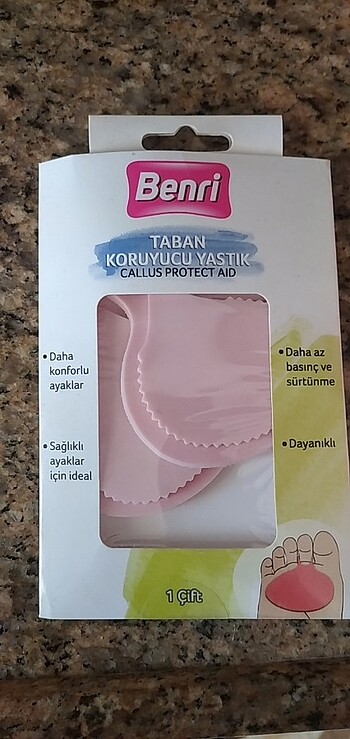 Benri
TABAN
KORUYUCU YASTIK
CALLUS PROTECT AID
• Daha
konforlu
ayaklar
• Sağlıklı
ayaklar
için ideal
• Daha az
basınç ve
sürtünme
• Dayanıklı
1 Çift